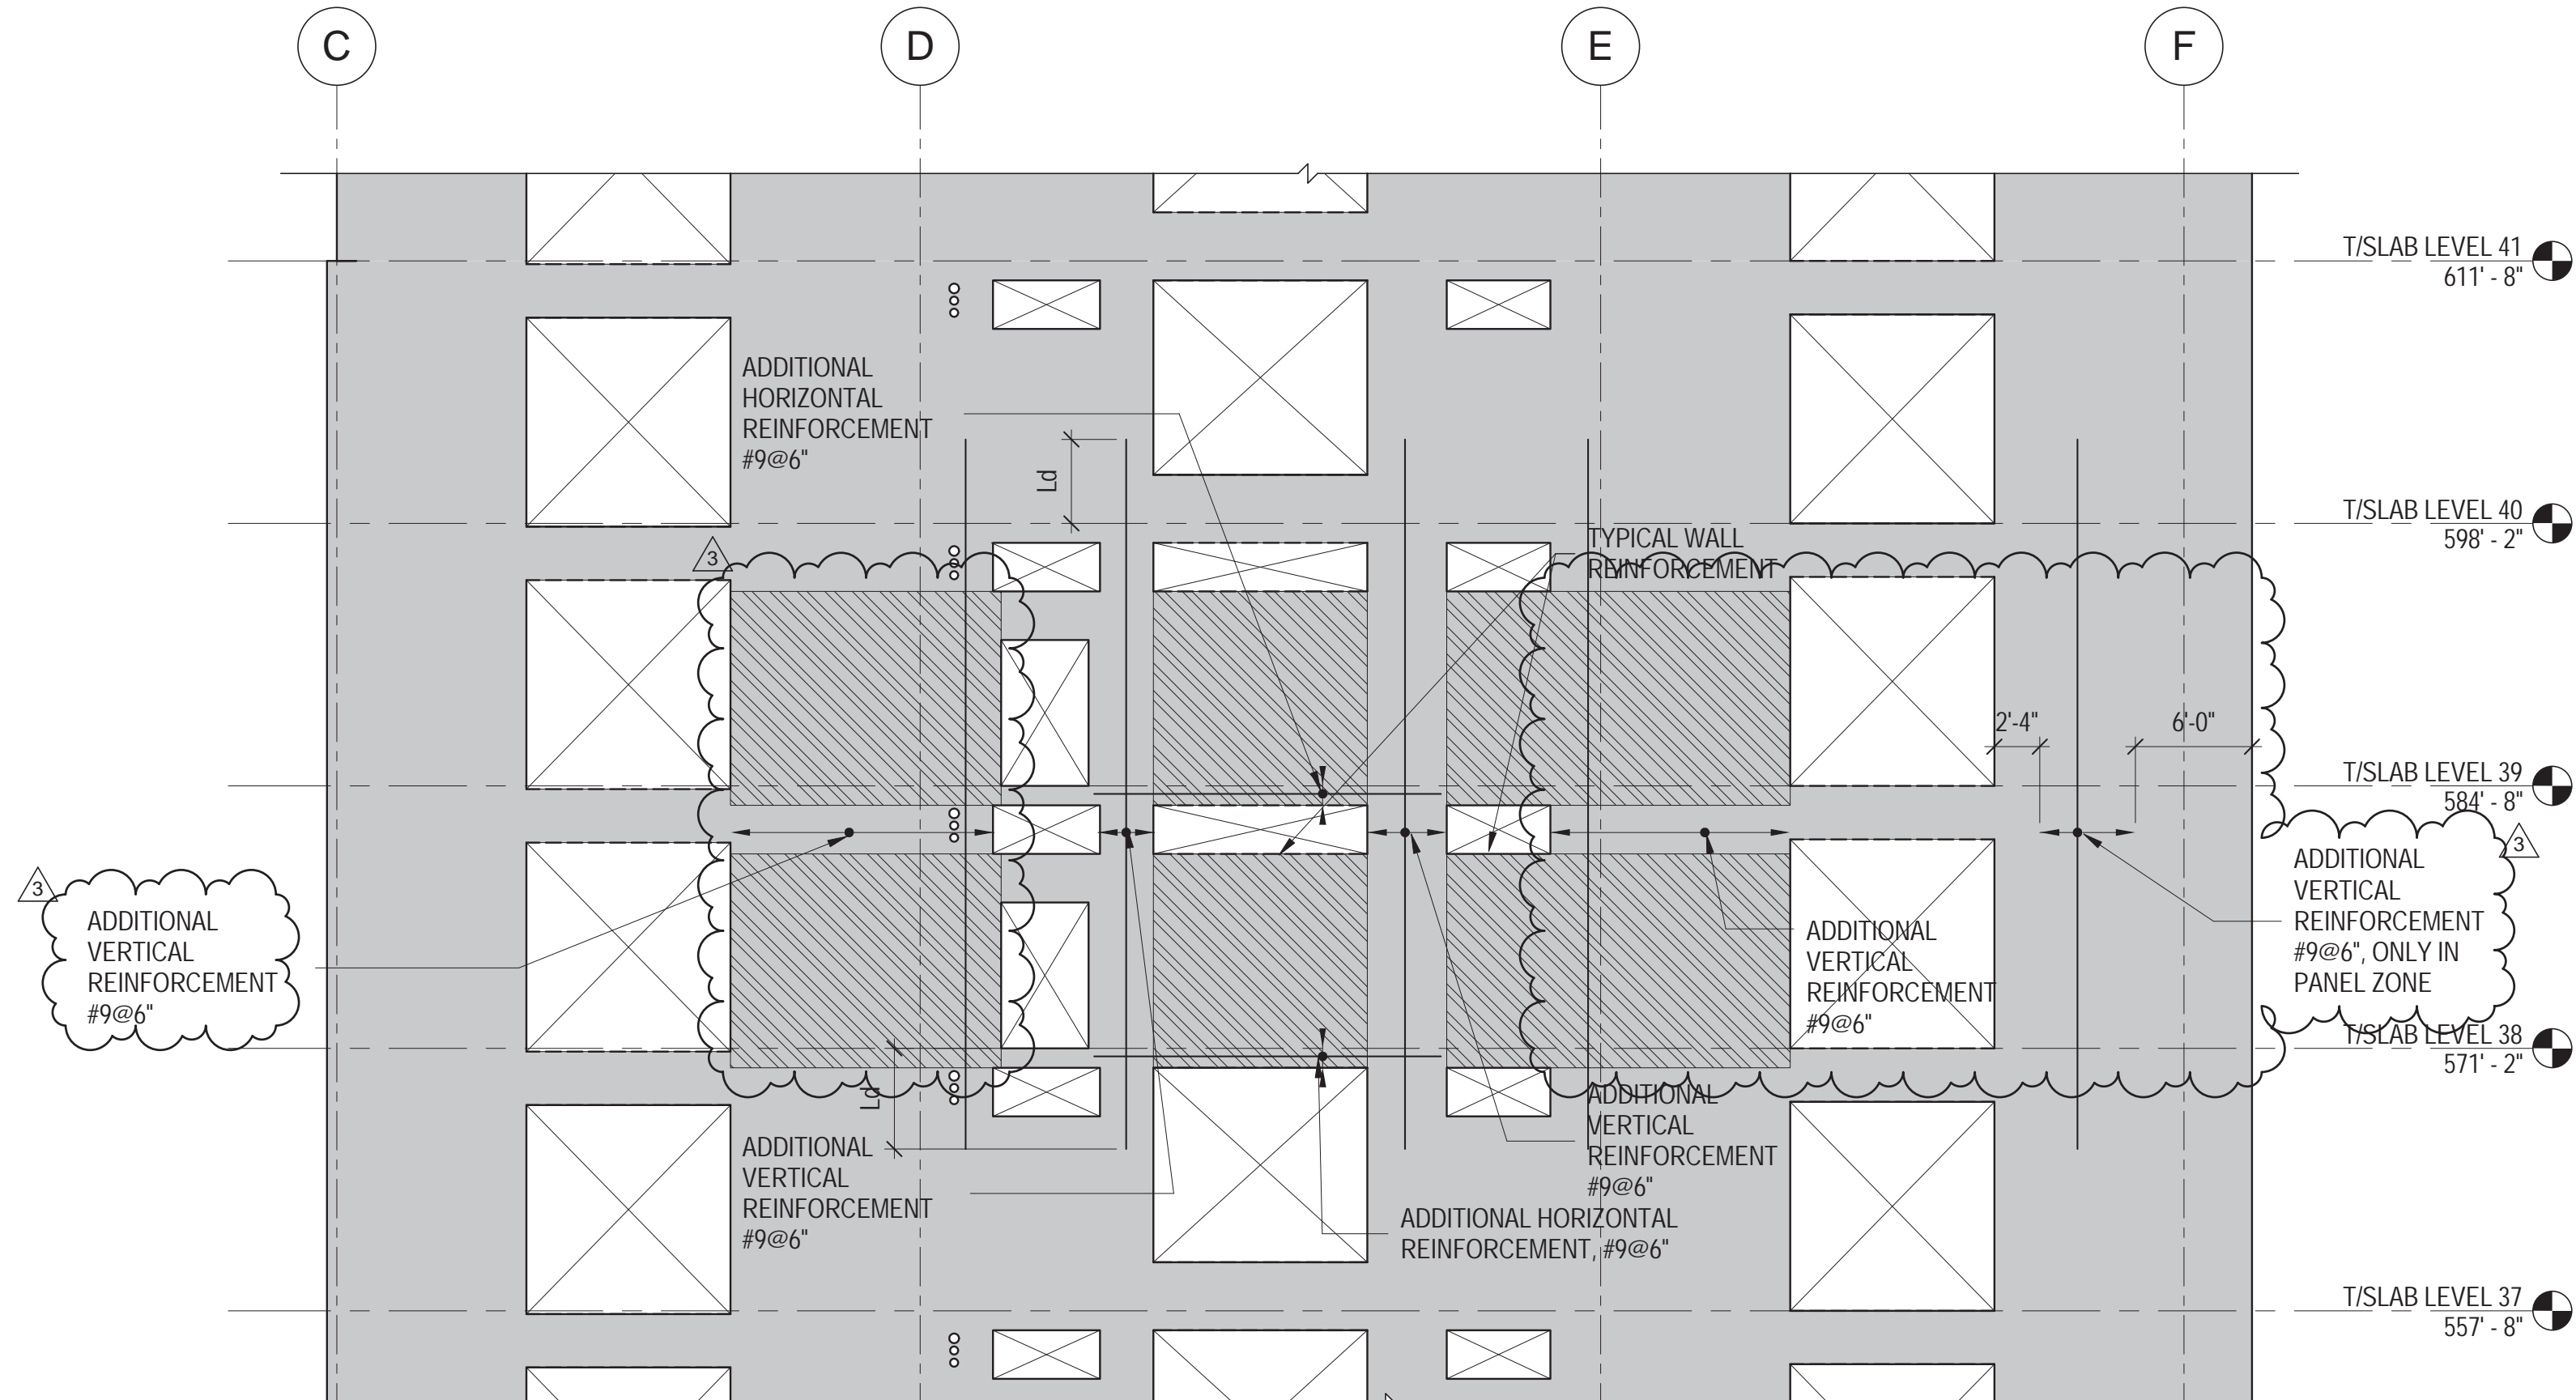 C
D
E
F
T/SLAB LEVEL 41
611' - 8"
ADDITIONAL
HORIZONTAL
REINFORCEMENT
#9@6"
Ld
T/SLAB LEVEL 40
598' - 2"
TYPICAL WALL
REINFORCEMENT
3
2'-4"
6'-0"
T/SLAB LEVEL 39
584' - 8"
3
ADDITIONAL
VERTICAL
REINFORCEMENT
#9@6", ONLY IN
PANEL ZONE
3
ADDITIONAL
VERTICAL
REINFORCEMENT
#9@6"
ADDITIONAL
VERTICAL
REINFORCEMENT
#9@6"
T/SLAB LEVEL 38
571' - 2"
Ld
ADDITIONAL
VERTICAL
REINFORCEMENT
#9@6"
ADDITIONAL
VERTICAL
REINFORCEMENT
#9@6"
ADDITIONAL HORIZONTAL
REINFORCEMENT, #9@6"
T/SLAB LEVEL 37
557' - 8"